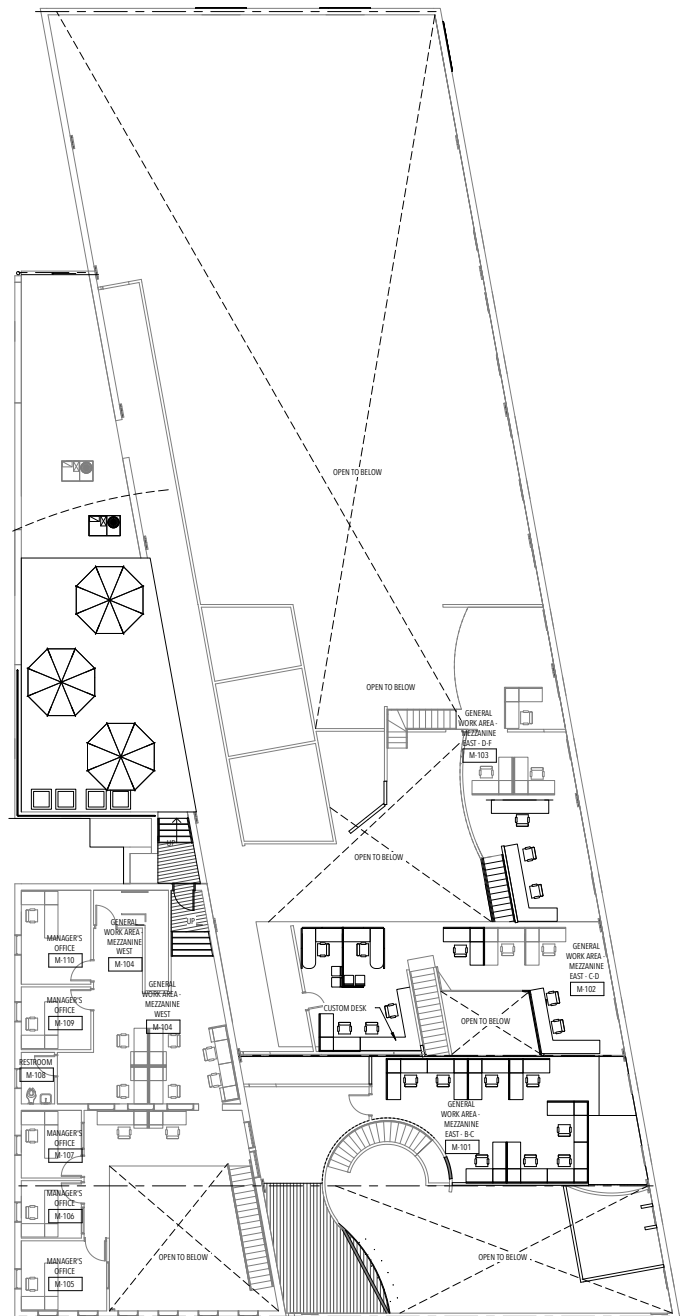 OPEN TO BELOW
OPEN TO BELOW
GENERAL
WORK AREA -
MEZZANINE
EAST - D-F
M-103
OPEN TO BELOW
UP
UP
MANAGER'S
OFFICE
M-110
GENERAL
WORK AREA -
MEZZANINE
WEST
M-104
GENERAL
WORK AREA -
MEZZANINE
WEST
M-104
GENERAL
WORK AREA -
MEZZANINE
EAST - C-D
M-102
MANAGER'S
OFFICE
M-109
CUSTOM DESK
OPEN TO BELOW
RESTROOM
M-108
GENERAL
WORK AREA -
MEZZANINE
EAST - B-C
M-101
MANAGER'S
OFFICE
M-107
MANAGER'S
OFFICE
M-106
MANAGER'S
OFFICE
M-105
OPEN TO BELOW
OPEN TO BELOW